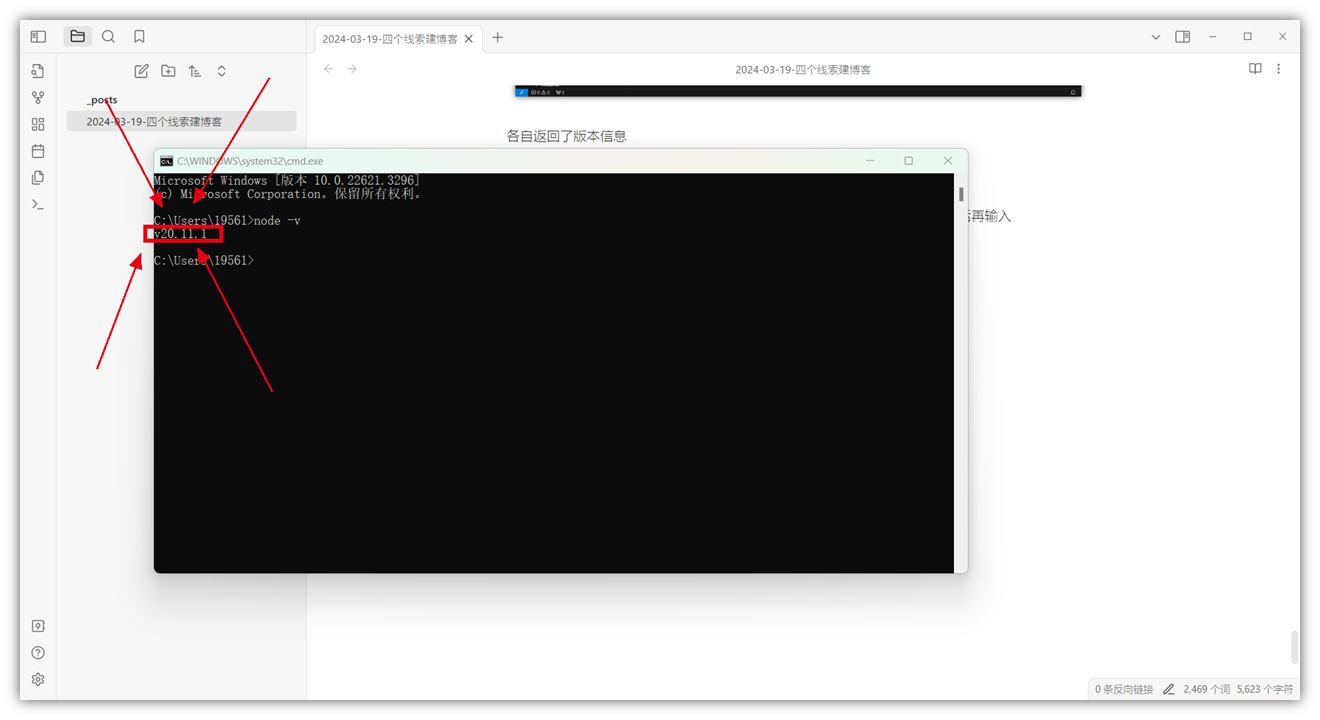 2024-03-19-四个线索建博客
2024-03-19-四个线索建博客
_posts
2024-03-19-四个线索建博客
各自返回了版本信息
C:\WINDOWS\system32\cmd.exe
Microsoft Windows [版本 10.0.22621.3296]
(c) Microsoft Corporation。保留所有权利。
后再输入
C:\Users\19561>node -v
v20.11.1
C:\Users\19561>
0 条反向链接 2,469 个词 5,623 个字符